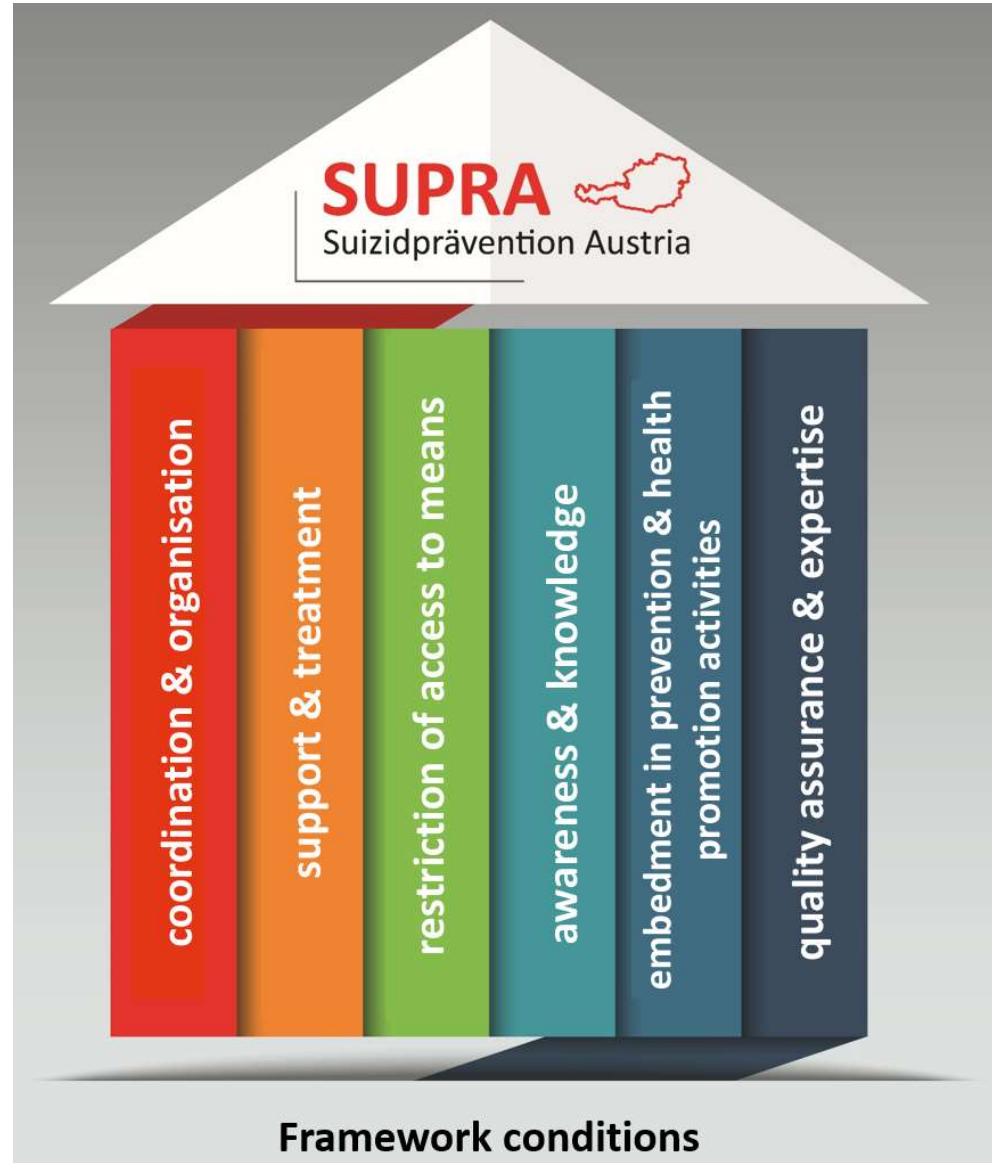 SUPRA
Suizidprävention Austria
coordination & organisation
support & treatment
restriction of access to means
awareness & knowledge
embedment in prevention & health
promotion activities
quality assurance & expertise
Framework conditions